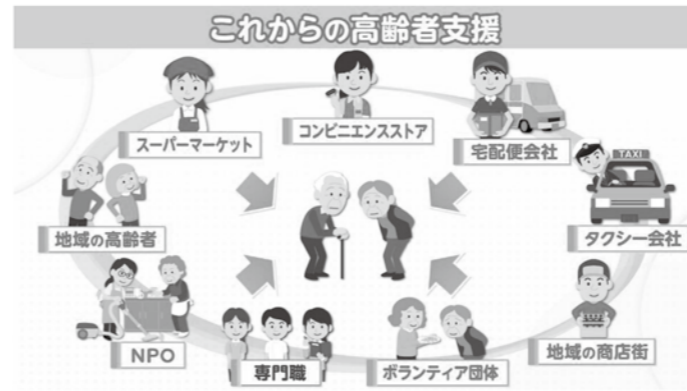 これからの高齢者支援
スーパーマーケット
コンビニエンスストア
宅配便会社
地域の高齢者
TAXI
タクシー会社
NPO
専門職
ボランティア団体
地域の商店街